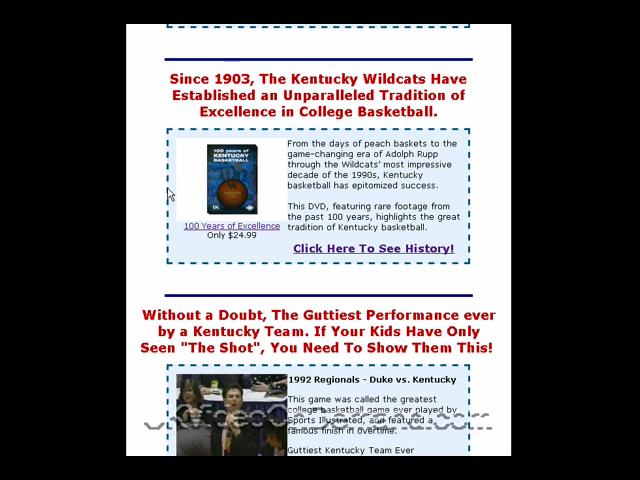 Since 1903, The Kentucky Wildcats Have
Established an Unparalleled Tradition of
Excellence in College Basketball.
100 years of
KENTUCKY
BASKETBALL
From the days of peach baskets to the
game-changing era of Adolph Rupp
through the Wildcats' most impressive
decade of the 1990s, Kentucky
basketball has epitomized success.
This DVD, featuring rare footage from
the past 100 years, highlights the great
tradition of Kentucky basketball.
100 Years of Excellence
Only $24.99
Click Here To See History!
Without a Doubt, The Guttiest Performance ever
by a Kentucky Team. If Your Kids Have Only
Seen "The Shot", You Need To Show Them This!
1992 Regionals - Duke vs. Kentucky
This game was called the greatest
college basketball game ever played by
Sports Illustrated, and featured a
famous finish in overtime.
Guttiest Kentucky Team Ever